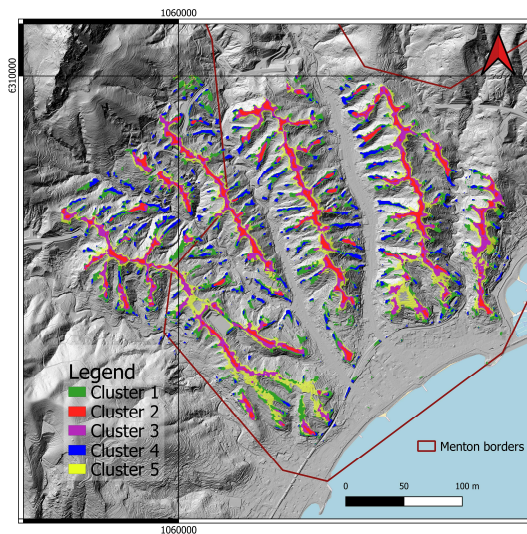 1060000
6310000
Legend
Cluster 1
Cluster 2
Cluster 3
Cluster 4
Cluster 5
Menton borders
0 50 100 m
1060000